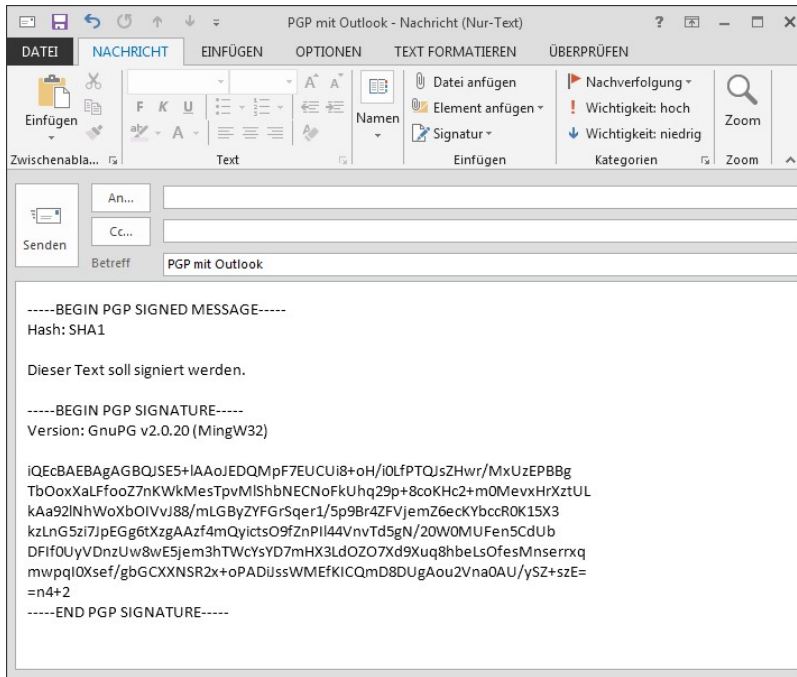 PGP mit Outlook - Nachricht (Nur-Text)
DATEI NACHRICHT EINFÜGEN OPTIONEN TEXT FORMATIEREN ÜBERPRÜFEN
Einfügen
F K U
Namen
Datei anfügen
Element anfügen
Signatur
Nachverfolgung
Wichtigkeit: hoch
Wichtigkeit: niedrig
Zoom
Zwischenabla... Text Einfügen Kategorien Zoom
Senden
An...
Cc...
Betreff PGP mit Outlook
-----BEGIN PGP SIGNED MESSAGE-----
Hash: SHA1
Dieser Text soll signiert werden.
-----BEGIN PGP SIGNATURE-----
Version: GnuPG v2.0.20 (MingW32)
iQEcBAEBAgAGBQJSE5+lAAoJEDQMpF7EUCUi8+oH/i0LfPTQJsZHwr/MxUzEPBBg
TbOoxXaLFfooZ7nKWkMesTpvMlShbNECNoFkUhq29p+8coKHc2+m0MevxHrXztUL
kAa92lNhWoXbOIVvJ88/mLGByZYFGrSqer1/5p9Br4ZFVjemZ6ecKYbccR0K15X3
kzLnG5zi7JpEGg6tXzgAAzf4mQyictsO9fZnPIl44VnvTd5gN/20W0MUFen5CdUb
DFIf0UyVDnzUw8wE5jem3hTWcYsYD7mHX3LdOZO7Xd9Xuq8hbeLsOfesMnserrxq
mwpqI0Xsef/gbGCXXNSR2x+oPADiJssWMEfKICQmD8DUgAou2Vna0AU/ySZ+szE=
=n4+2
-----END PGP SIGNATURE-----